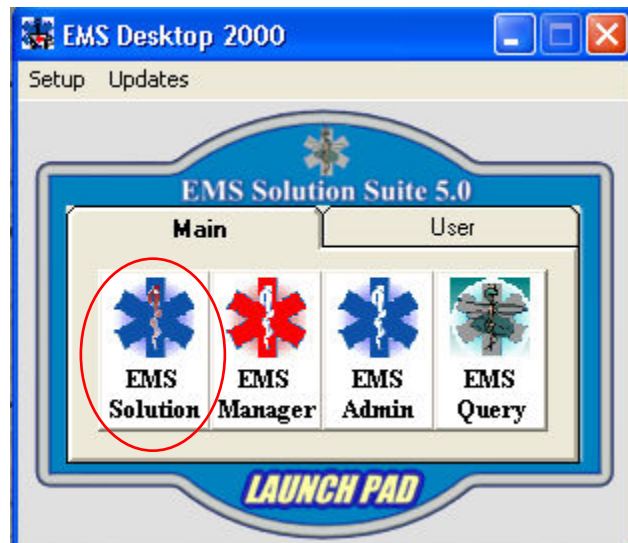 EMS Desktop 2000
Setup Updates
EMS Solution Suite 5.0
Main User
EMS Solution
EMS Manager
EMS Admin
EMS Query
LAUNCH PAD